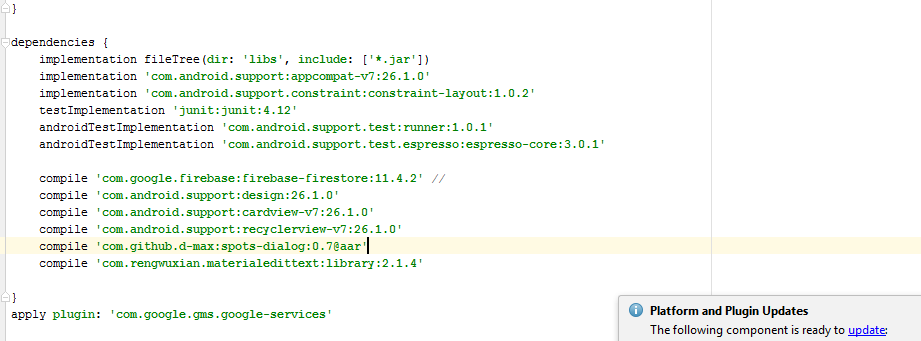 }
dependencies {
implementation fileTree(dir: 'libs', include: ['*.jar'])
implementation 'com.android.support:appcompat-v7:26.1.0'
implementation 'com.android.support.constraint:constraint-layout:1.0.2'
testImplementation 'junit:junit:4.12'
androidTestImplementation 'com.android.support.test:runner:1.0.1'
androidTestImplementation 'com.android.support.test.espresso:espresso-core:3.0.1'
compile 'com.google.firebase:firebase-firestore:11.4.2' //
compile 'com.android.support:design:26.1.0'
compile 'com.android.support:cardview-v7:26.1.0'
compile 'com.android.support:recyclerview-v7:26.1.0'
compile 'com.github.d-max:spots-dialog:0.7@aar'
compile 'com.rengwuxian.materialedittext:library:2.1.4'
}
apply plugin: 'com.google.gms.google-services'
Platform and Plugin Updates
The following component is ready to update: